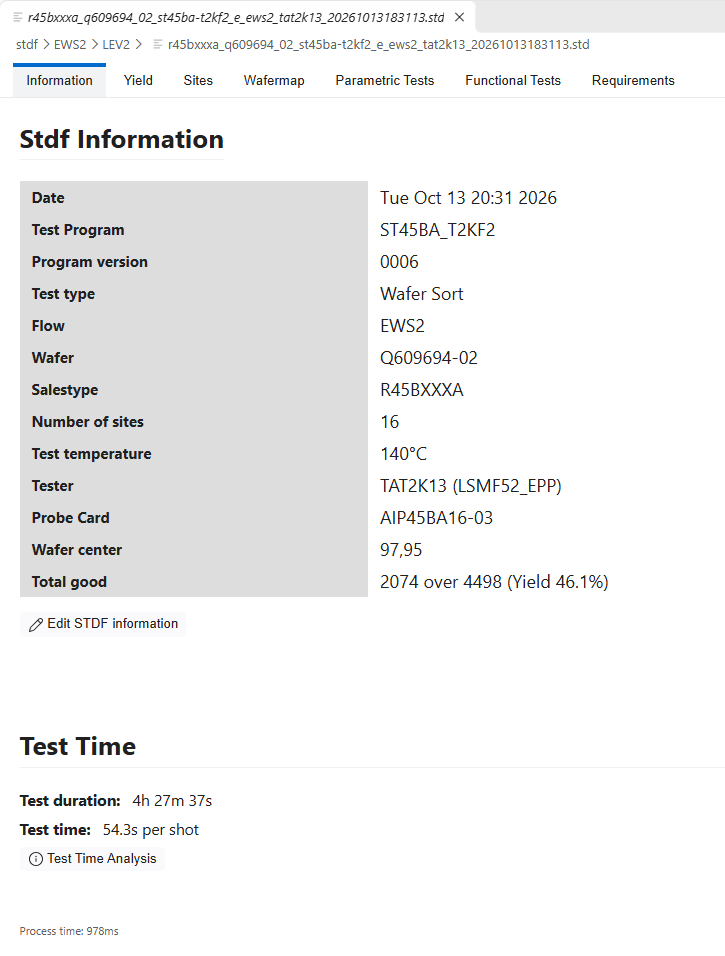 r45bxxxa_q609694_02_st45ba-t2kf2_e_ews2_tat2k13_20261013183113.std
stdf > EWS2 > LEV2 > r45bxxxa_q609694_02_st45ba-t2kf2_e_ews2_tat2k13_20261013183113.std
Information Yield Sites Wafermap Parametric Tests Functional Tests Requirements
Stdf Information
Date Tue Oct 13 20:31 2026
Test Program ST45BA_T2KF2
Program version 0006
Test type Wafer Sort
Flow EWS2
Wafer Q609694-02
Salestype R45BXXXA
Number of sites 16
Test temperature 140°C
Tester TAT2K13 (LSMF52_EPP)
Probe Card AIP45BA16-03
Wafer center 97,95
Total good 2074 over 4498 (Yield 46.1%)
Edit STDF information
Test Time
Test duration: 4h 27m 37s
Test time: 54.3s per shot
Test Time Analysis
Process time: 978ms